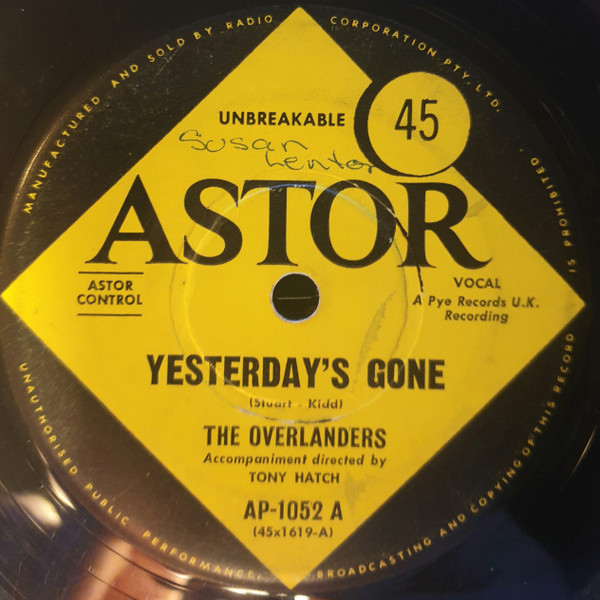 MANUFACTURED AND SOLD BY RADIO CORPORATION PTY. LTD.
UNBREAKABLE
45
Susan
Lenton
ASTOR
ASTOR
CONTROL
VOCAL
A Pye Records U.K.
Recording
YESTERDAY'S GONE
(Stuart - Kidd)
THE OVERLANDERS
Accompaniment directed by
TONY HATCH
AP-1052 A
(45x1619-A)
UNAUTHORISED PUBLIC PERFORMANCE BROADCASTING AND COPYING OF THIS RECORD IS PROHIBITED